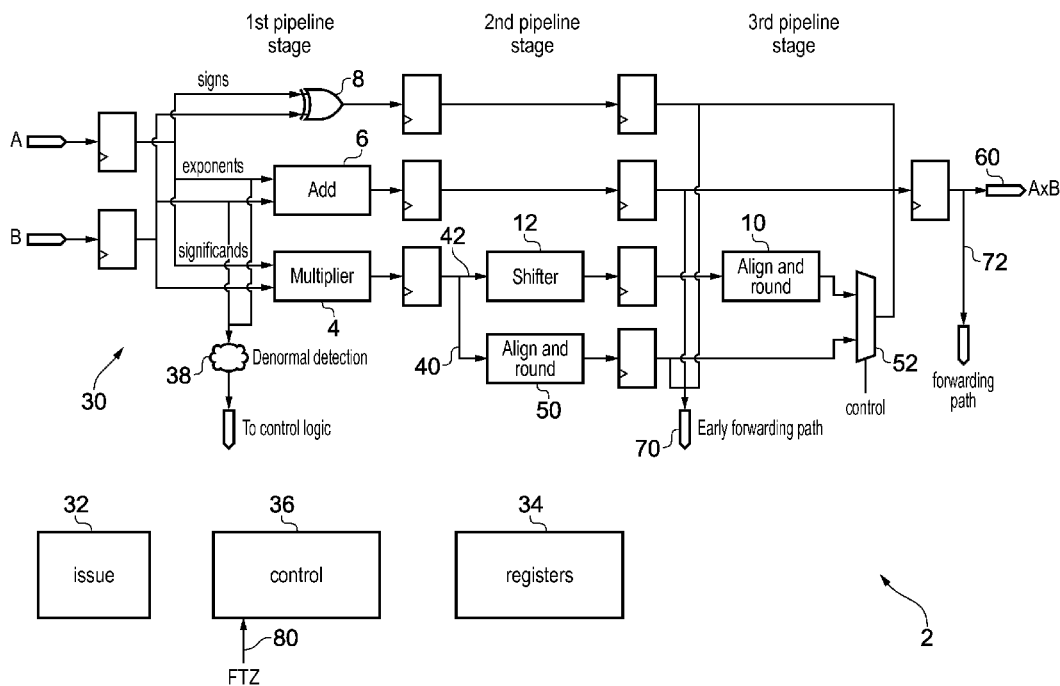 1st pipeline
stage
2nd pipeline
stage
3rd pipeline
stage
signs
8
A
exponents
6
Add
60
AxB
B
significands
42
12
10
Multiplier
Shifter
Align and
round
72
4
38
Denormal detection
40
Align and
round
52
30
50
control
forwarding
path
To control logic
70
Early forwarding path
32
36
34
issue
control
registers
80
2
FTZ